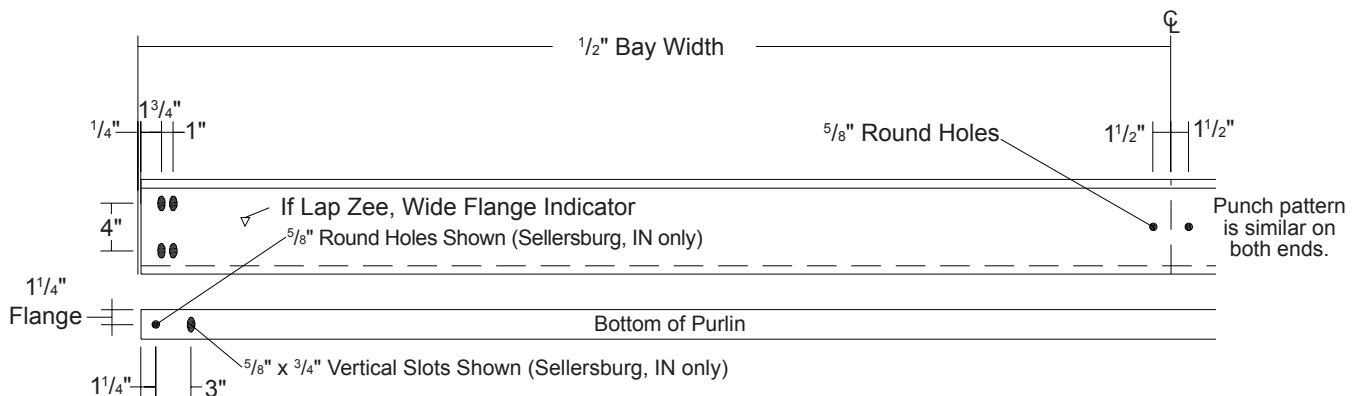 ℄
1/2" Bay Width
1 3/4"
1/4"
1"
5/8" Round Holes
1 1/2"
1 1/2"
If Lap Zee, Wide Flange Indicator
4"
5/8" Round Holes Shown (Sellersburg, IN only)
Punch pattern
is similar on
both ends.
1 1/4"
Flange
Bottom of Purlin
5/8" x 3/4" Vertical Slots Shown (Sellersburg, IN only)
1 1/4"
3"